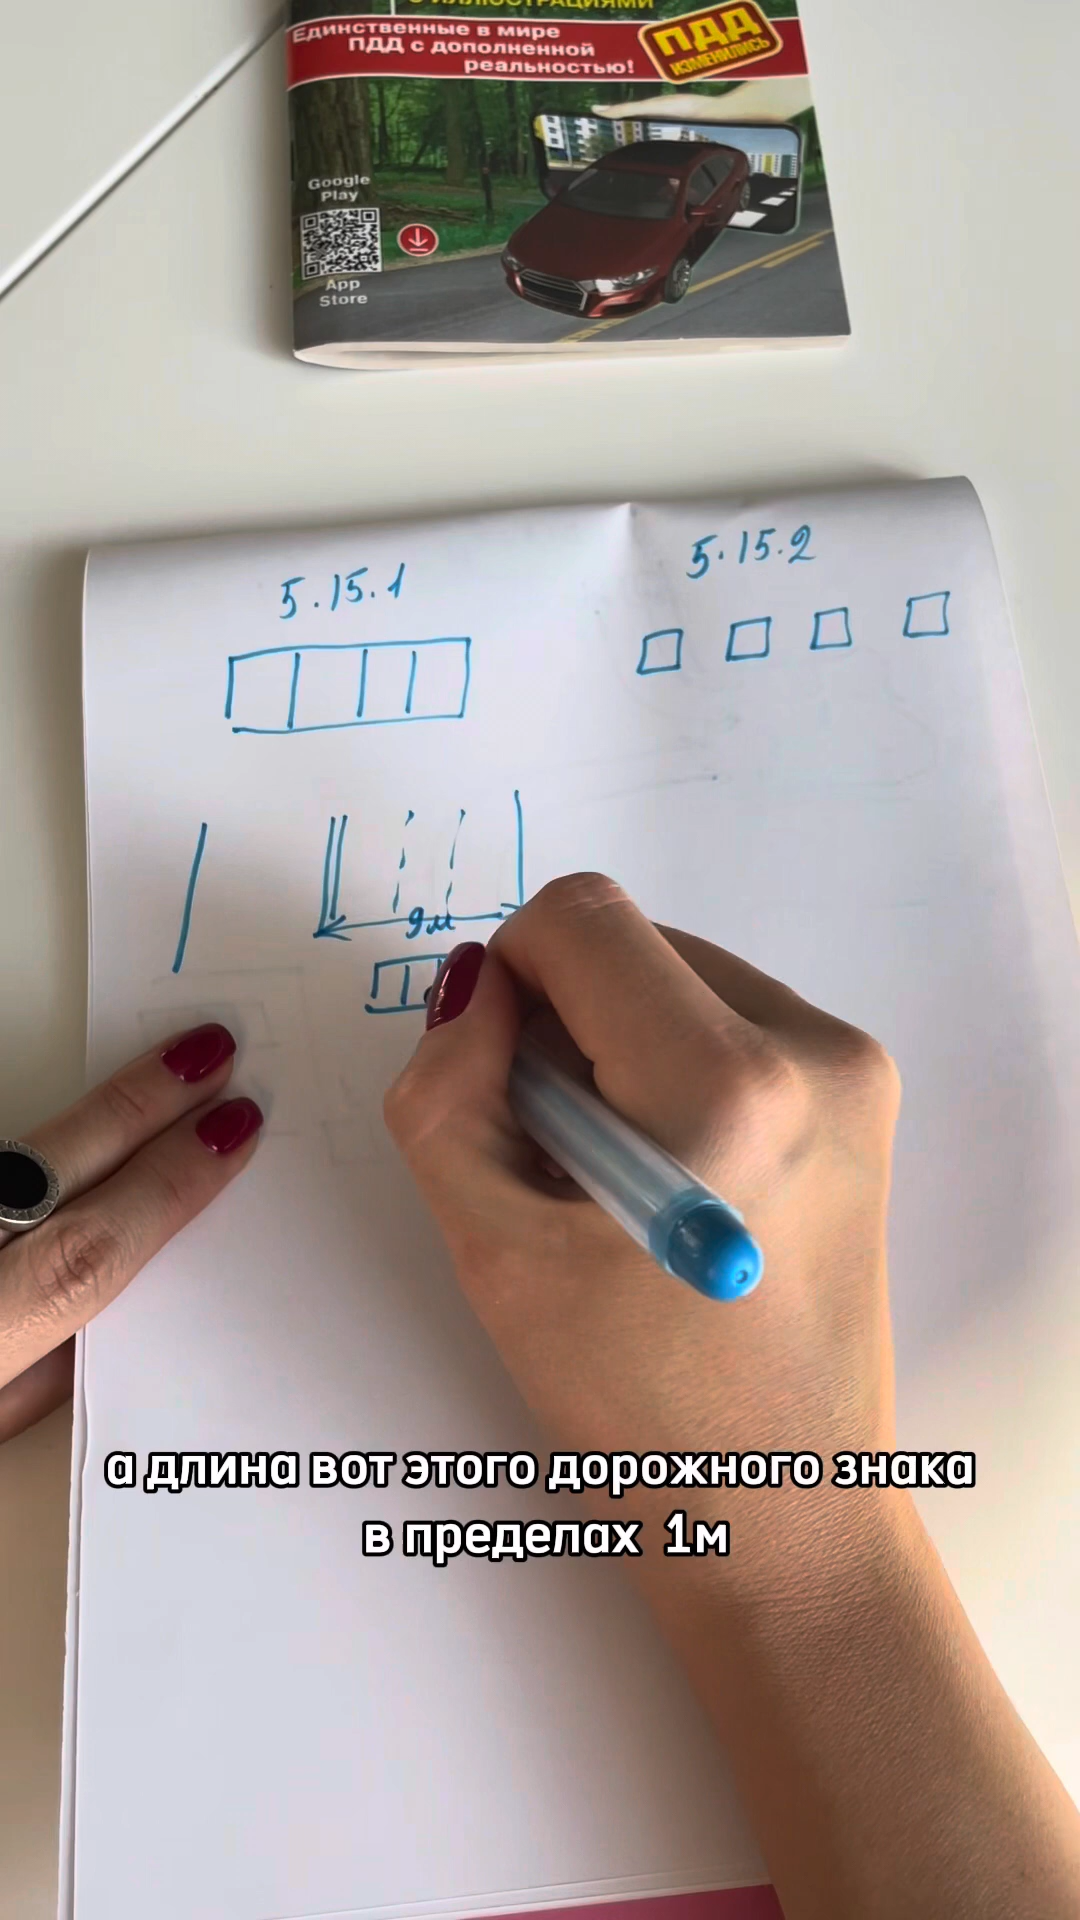 С ИЛЛЮСТРАЦИЯМИ
Единственные в мире
ПДД с дополненной
реальностью!
ПДД
ИЗМЕНИЛИСЬ
Google
Play
App
Store
5.15.1
5.15.2
9м
а длина вот этого дорожного знака
в пределах 1м